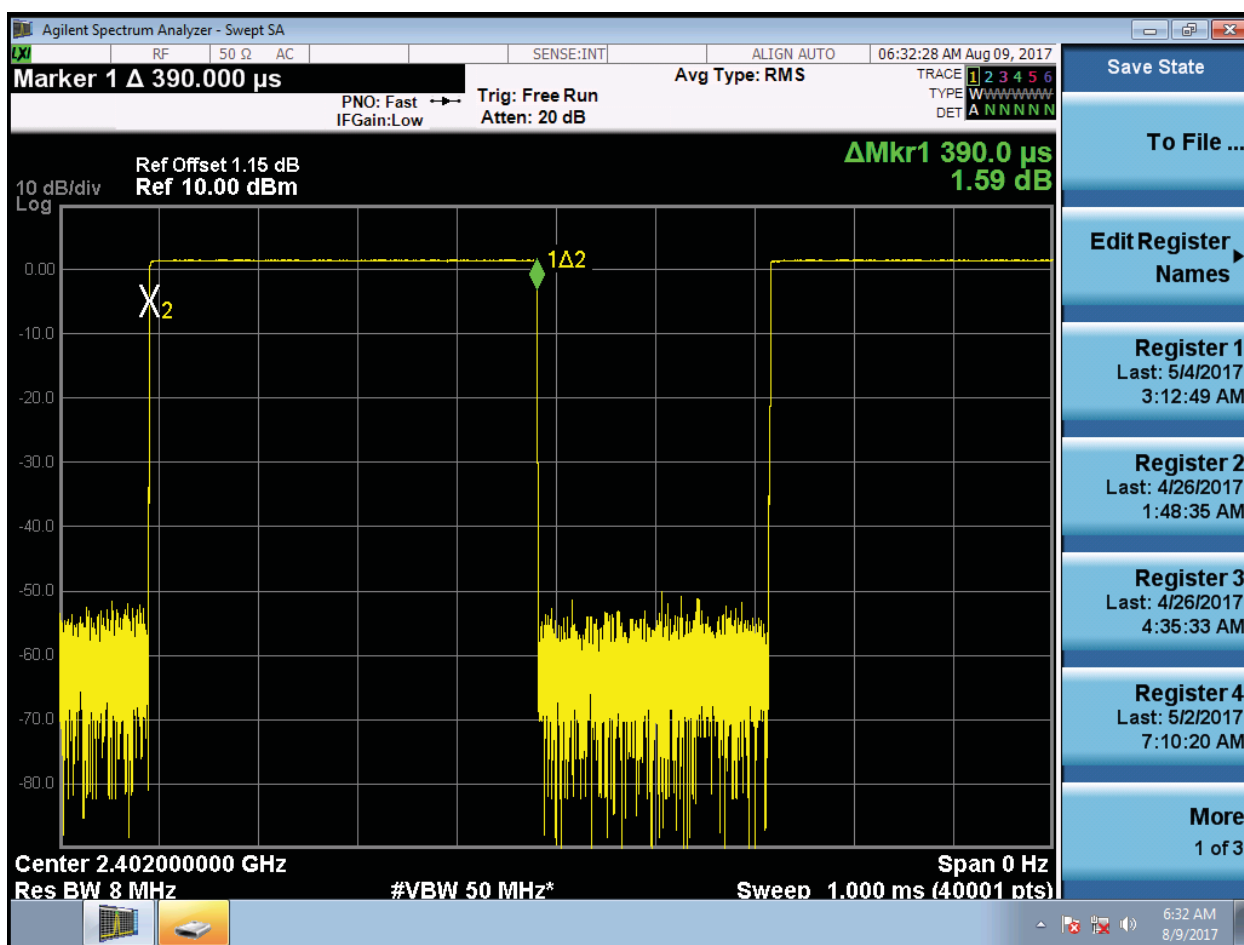 Agilent Spectrum Analyzer - Swept SA
LXI RF 50 Ω AC SENSE:INT ALIGN AUTO 06:32:28 AM Aug 09, 2017
Marker 1 Δ 390.000 µs
PNO: Fast
IFGain:Low
Trig: Free Run
Atten: 20 dB
Avg Type: RMS
TRACE 1 2 3 4 5 6
TYPE WWWWWWW
DET A N N N N N
ΔMkr1 390.0 µs
1.59 dB
Ref Offset 1.15 dB
10 dB/div Ref 10.00 dBm
Log
1Δ2
2
0.00
-10.0
-20.0
-30.0
-40.0
-50.0
-60.0
-70.0
-80.0
Center 2.402000000 GHz Span 0 Hz
Res BW 8 MHz #VBW 50 MHz* Sweep 1.000 ms (40001 pts)
Save State
To File ...
Edit Register
Names
Register 1
Last: 5/4/2017
3:12:49 AM
Register 2
Last: 4/26/2017
1:48:35 AM
Register 3
Last: 4/26/2017
4:35:33 AM
Register 4
Last: 5/2/2017
7:10:20 AM
More
1 of 3
6:32 AM
8/9/2017